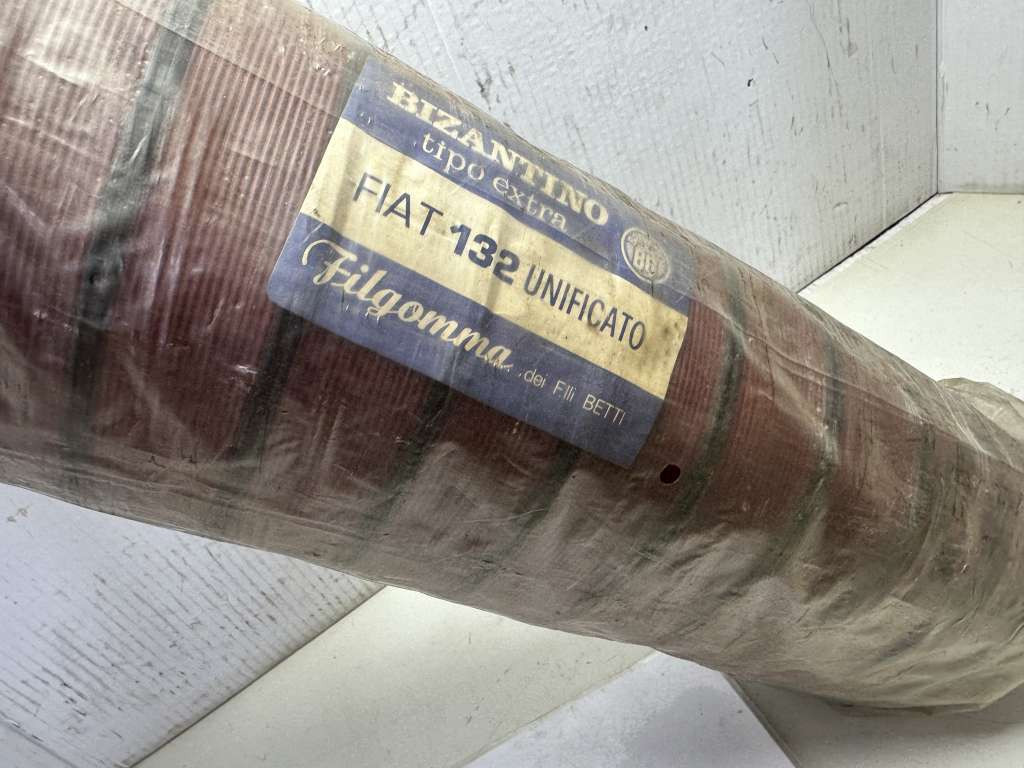 BIZANTINO
tipo extra
FIAT 132 UNIFICATO
Filgomma dei F.lli BETTI